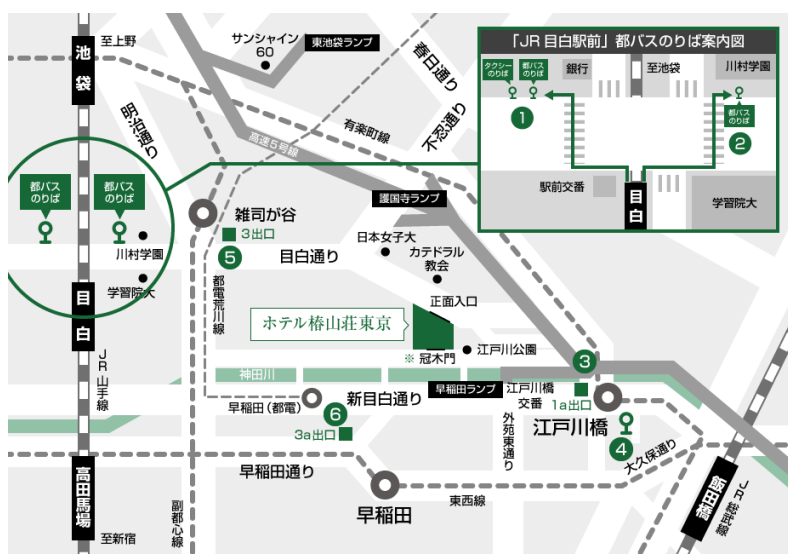 至上野
池袋
サンシャイン
60
東池袋ランプ
春日通り
明治通り
有楽町線
不忍通り
高速5号線
「JR 目白駅前」都バスのりば案内図
タクシー
のりば
都バス
のりば
銀行
至池袋
川村学園
都バス
のりば
1
2
駅前交番
目白
学習院大
都バス
のりば
都バス
のりば
川村学園
学習院大
目白
JR山手線
雑司が谷
3出口
5
目白通り
都電荒川線
護国寺ランプ
日本女子大
カテドラル
教会
正面入口
ホテル椿山荘東京
※ 冠木門
江戸川公園
3
神田川
早稲田ランプ
江戸川橋
交番
1a出口
早稲田（都電）
新目白通り
6
3a出口
外苑東通り
江戸川橋
4
大久保通り
早稲田通り
早稲田
東西線
高田馬場
至新宿
副都心線
飯田橋
JR総武線